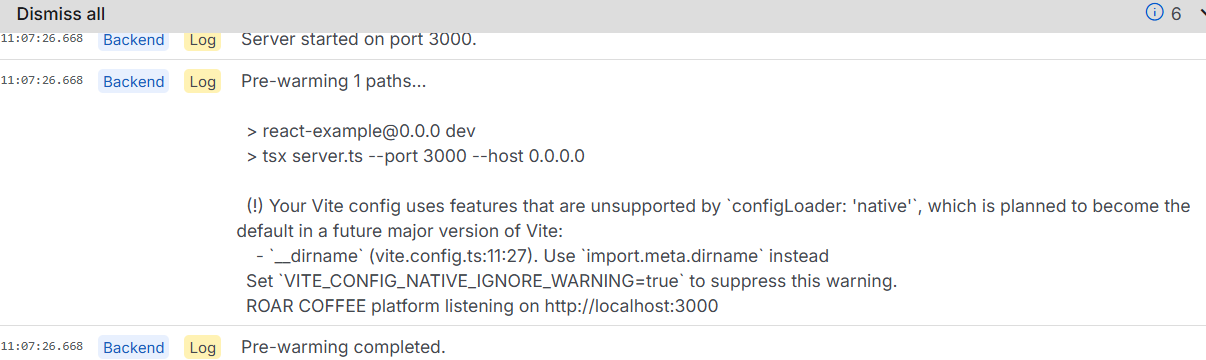 Dismiss all 6
11:07:26.668 Backend Log Server started on port 3000.
11:07:26.668 Backend Log Pre-warming 1 paths...
> react-example@0.0.0 dev
> tsx server.ts --port 3000 --host 0.0.0.0
(!) Your Vite config uses features that are unsupported by `configLoader: 'native'`, which is planned to become the
default in a future major version of Vite:
- `__dirname` (vite.config.ts:11:27). Use `import.meta.dirname` instead
Set `VITE_CONFIG_NATIVE_IGNORE_WARNING=true` to suppress this warning.
ROAR COFFEE platform listening on http://localhost:3000
11:07:26.668 Backend Log Pre-warming completed.